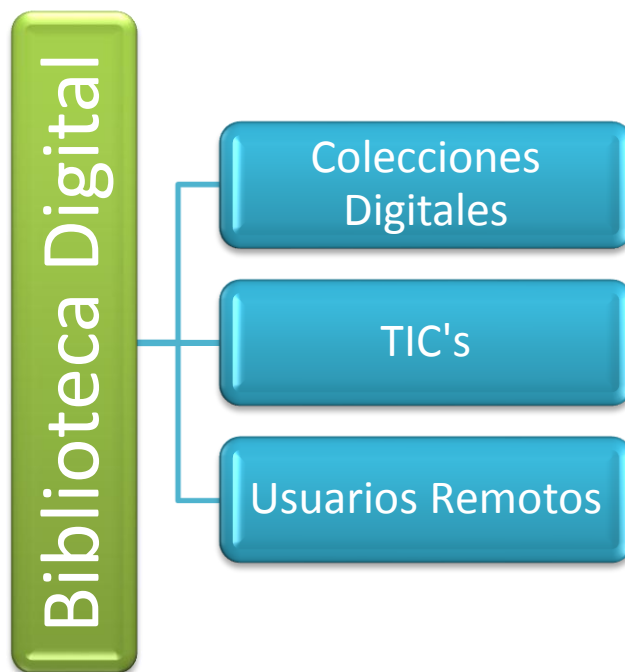 Biblioteca Digital
Colecciones
Digitales
TIC's
Usuarios Remotos